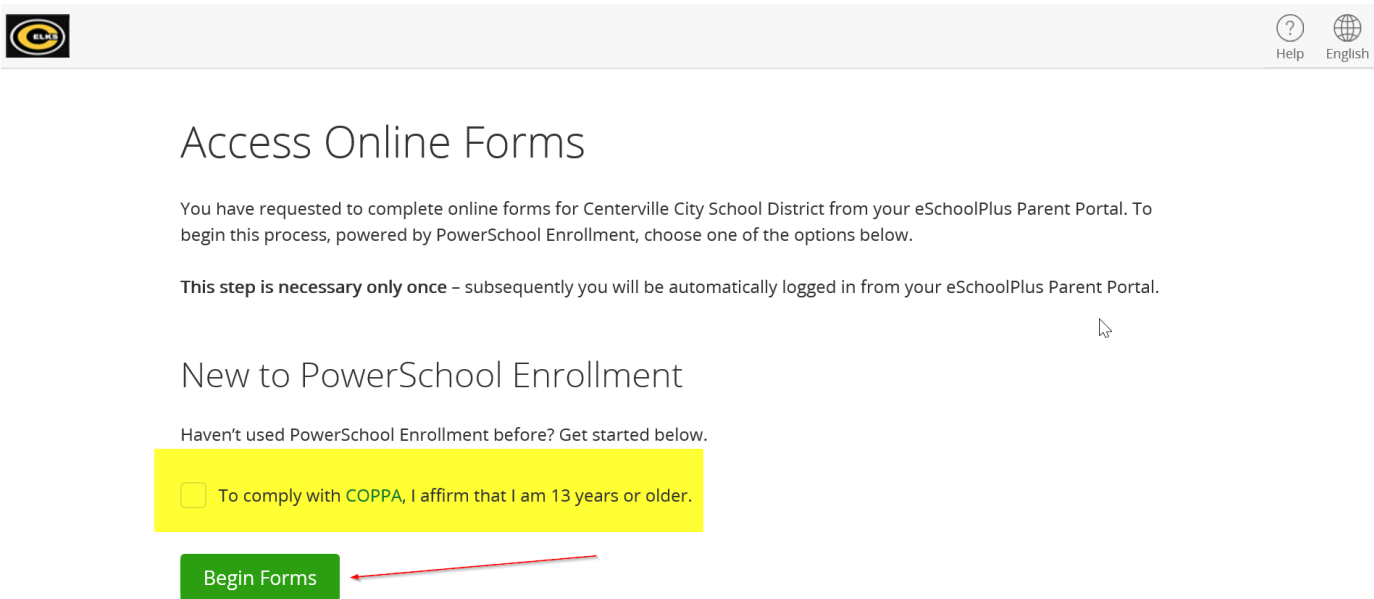 ELKS
Help
English
Access Online Forms
You have requested to complete online forms for Centerville City School District from your eSchoolPlus Parent Portal. To
begin this process, powered by PowerSchool Enrollment, choose one of the options below.
This step is necessary only once – subsequently you will be automatically logged in from your eSchoolPlus Parent Portal.
New to PowerSchool Enrollment
Haven’t used PowerSchool Enrollment before? Get started below.
To comply with COPPA, I affirm that I am 13 years or older.
Begin Forms